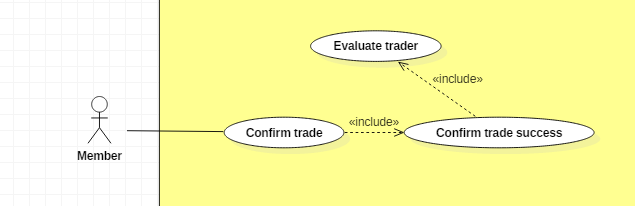 Evaluate trader
«include»
«include»
Confirm trade
Confirm trade success
Member